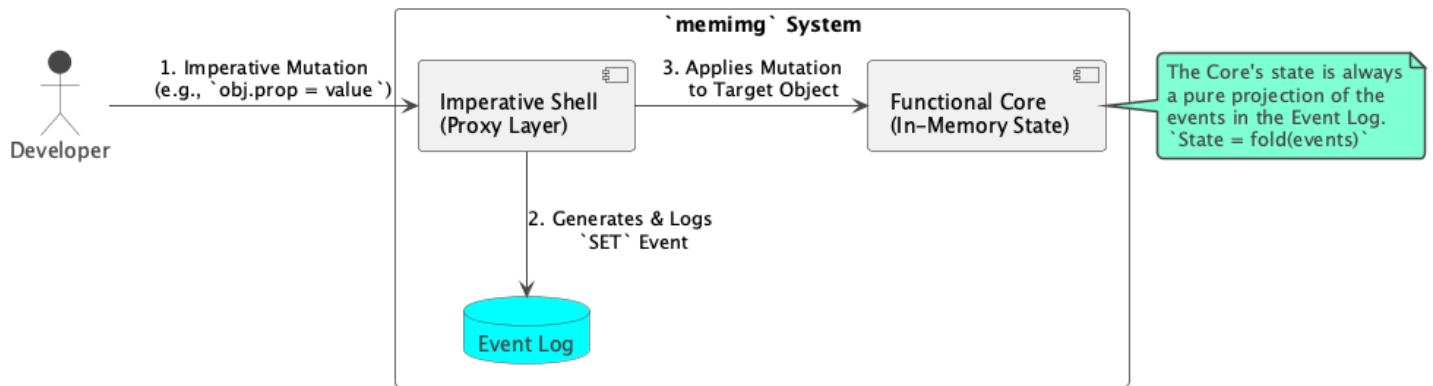 `memimg` System
Developer
1. Imperative Mutation
(e.g., `obj.prop = value`)
Imperative Shell
(Proxy Layer)
3. Applies Mutation
to Target Object
Functional Core
(In-Memory State)
The Core's state is always
a pure projection of the
events in the Event Log.
`State = fold(events)`
2. Generates & Logs
`SET` Event
Event Log